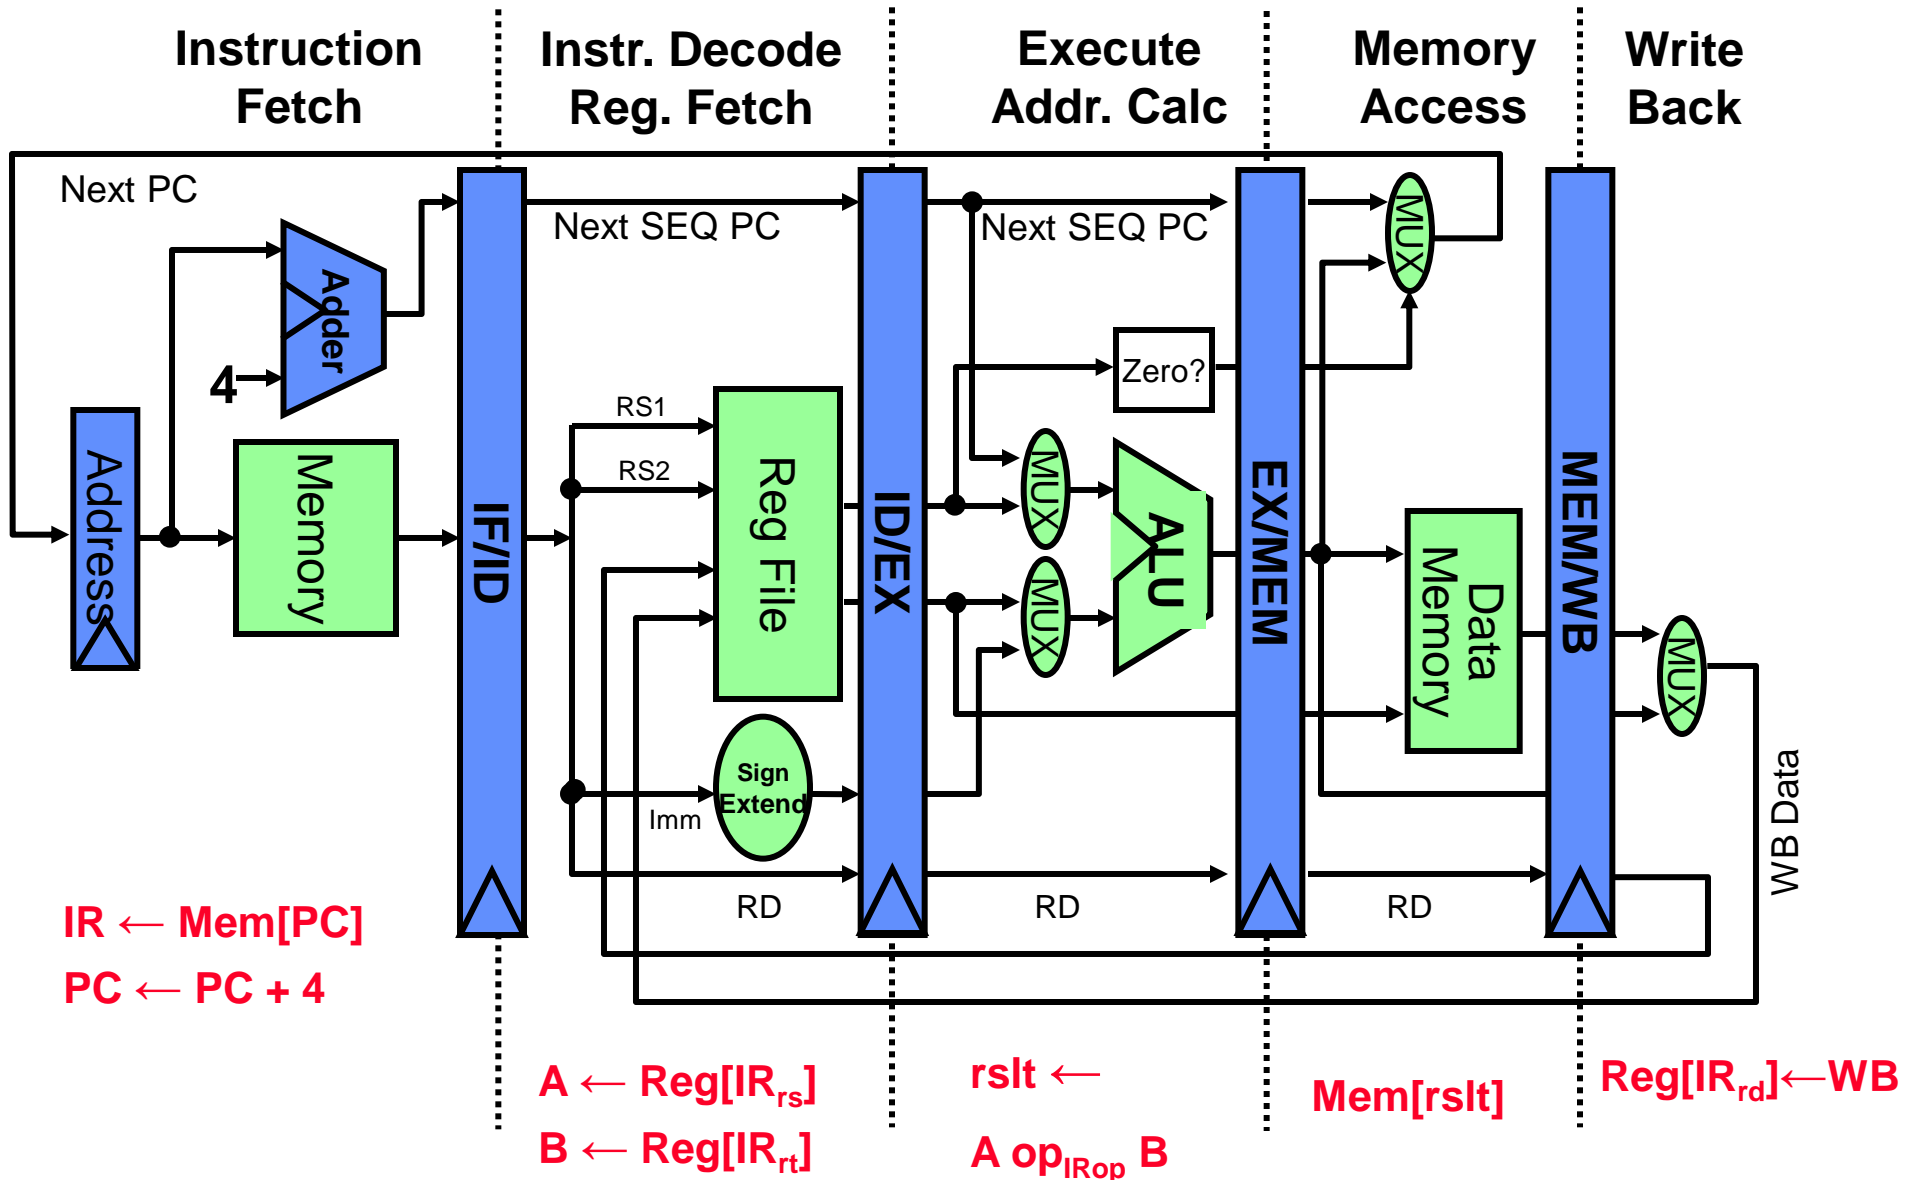 Instruction
Fetch
Instr. Decode
Reg. Fetch
Execute
Addr. Calc
Memory
Access
Write
Back
Next PC
Next SEQ PC
Next SEQ PC
MUX
Adder
4
Zero?
RS1
RS2
Address
Memory
IF/ID
Reg File
ID/EX
MUX
MUX
ALU
EX/MEM
Data
Memory
MEM/WB
MUX
Sign
Extend
Imm
WB Data
RD
RD
RD
IR ← Mem[PC]
PC ← PC + 4
A ← Reg[IRrs]
B ← Reg[IRrt]
rslt ←
A opIRop B
Mem[rslt]
Reg[IRrd]←WB